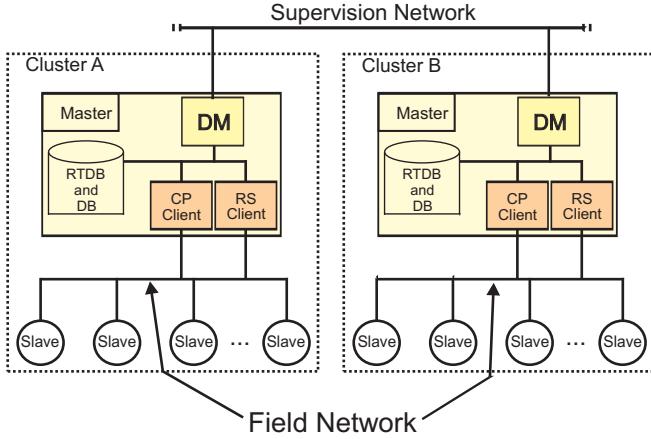 Supervision Network
Cluster A
Master
DM
RTDB
and
DB
CP
Client
RS
Client
Slave
Slave
Slave
...
Slave
Cluster B
Master
DM
RTDB
and
DB
CP
Client
RS
Client
Slave
Slave
Slave
...
Slave
Field Network